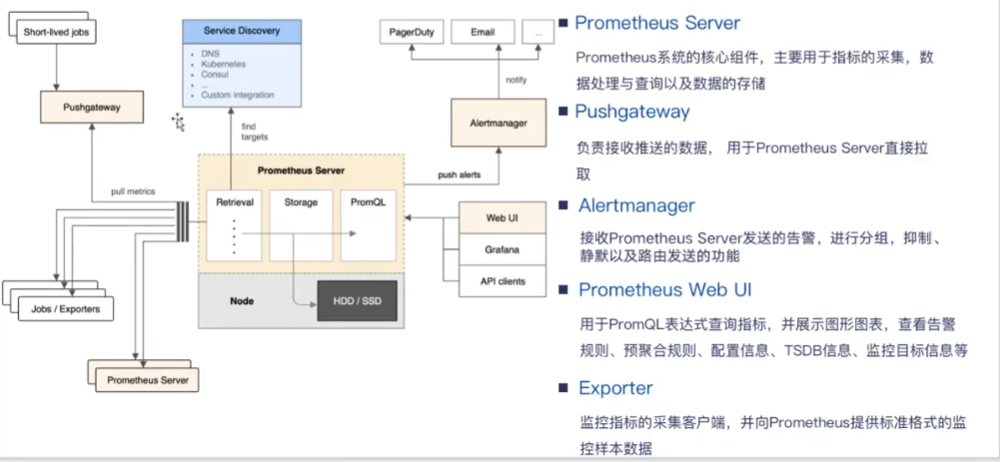 Short-lived jobs
Pushgateway
pull metrics
Jobs / Exporters
Prometheus Server
Service Discovery
• DNS
• Kubernetes
• Consul
• ...
• Custom integration
find
targets
Prometheus Server
Retrieval
Storage
PromQL
Node
HDD / SSD
PagerDuty
Email
...
notify
Alertmanager
push alerts
Web UI
Grafana
API clients
Prometheus Server
Prometheus系统的核心组件，主要用于指标的采集，数
据处理与查询以及数据的存储
Pushgateway
负责接收推送的数据， 用于Prometheus Server直接拉
取
Alertmanager
接收Prometheus Server发送的告警，进行分组，抑制、
静默以及路由发送的功能
Prometheus Web UI
用于PromQL表达式查询指标，并展示图形图表，查看告警
规则、预聚合规则、配置信息、TSDB信息、监控目标信息等
Exporter
监控指标的采集客户端，并向Prometheus提供标准格式的监
控样本数据